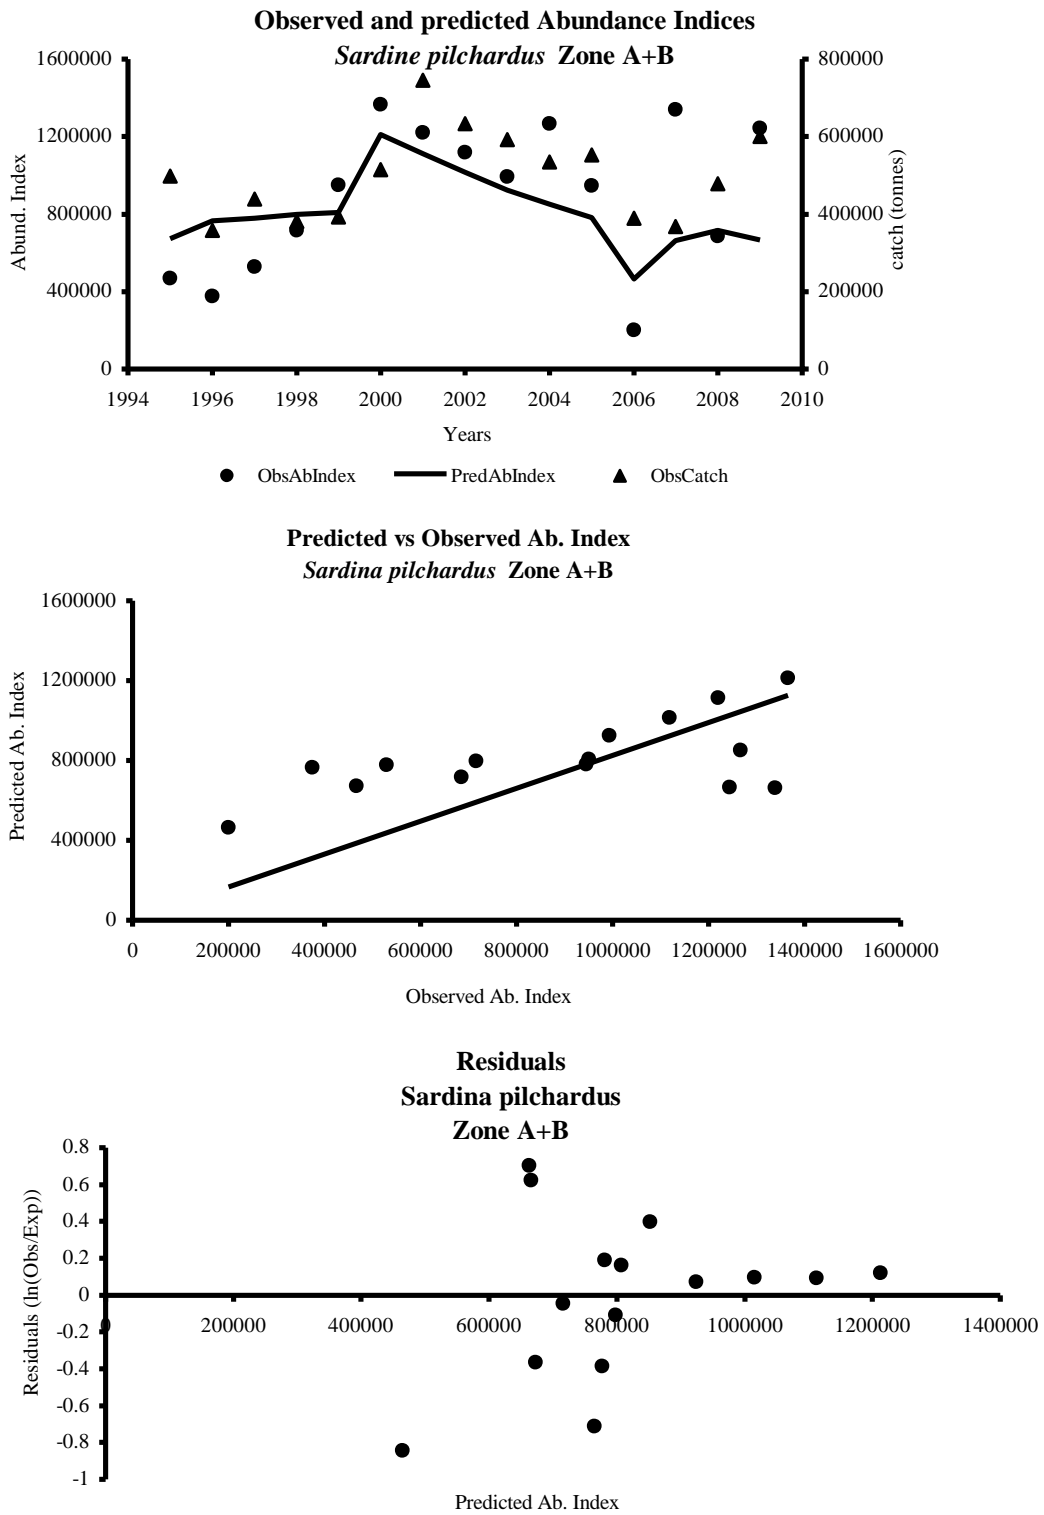 Observed and predicted Abundance Indices
Sardine pilchardus Zone A+B
1600000
1200000
800000
400000
0
Abund. Index
800000
600000
400000
200000
0
catch (tonnes)
1994 1996 1998 2000 2002 2004 2006 2008 2010
Years
ObsAbIndex PredAbIndex ObsCatch
Predicted vs Observed Ab. Index
Sardina pilchardus Zone A+B
1600000
1200000
800000
400000
0
Predicted Ab. Index
0 200000 400000 600000 800000 1000000 1200000 1400000 1600000
Observed Ab. Index
Residuals
Sardina pilchardus
Zone A+B
0.8
0.6
0.4
0.2
0
-0.2
-0.4
-0.6
-0.8
-1
Residuals (ln(Obs/Exp))
0 200000 400000 600000 800000 1000000 1200000 1400000
Predicted Ab. Index